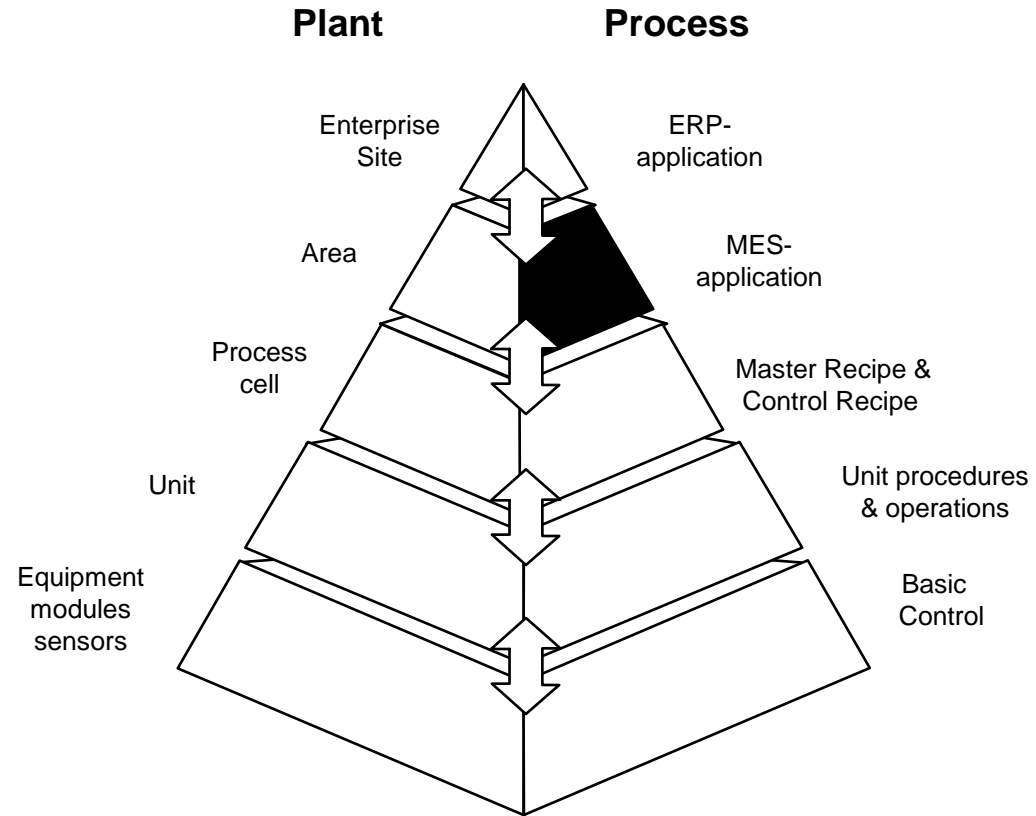 Plant
Process
Enterprise
Site
ERP-
application
Area
MES-
application
Process
cell
Master Recipe &
Control Recipe
Unit
Unit procedures
& operations
Equipment
modules
sensors
Basic
Control